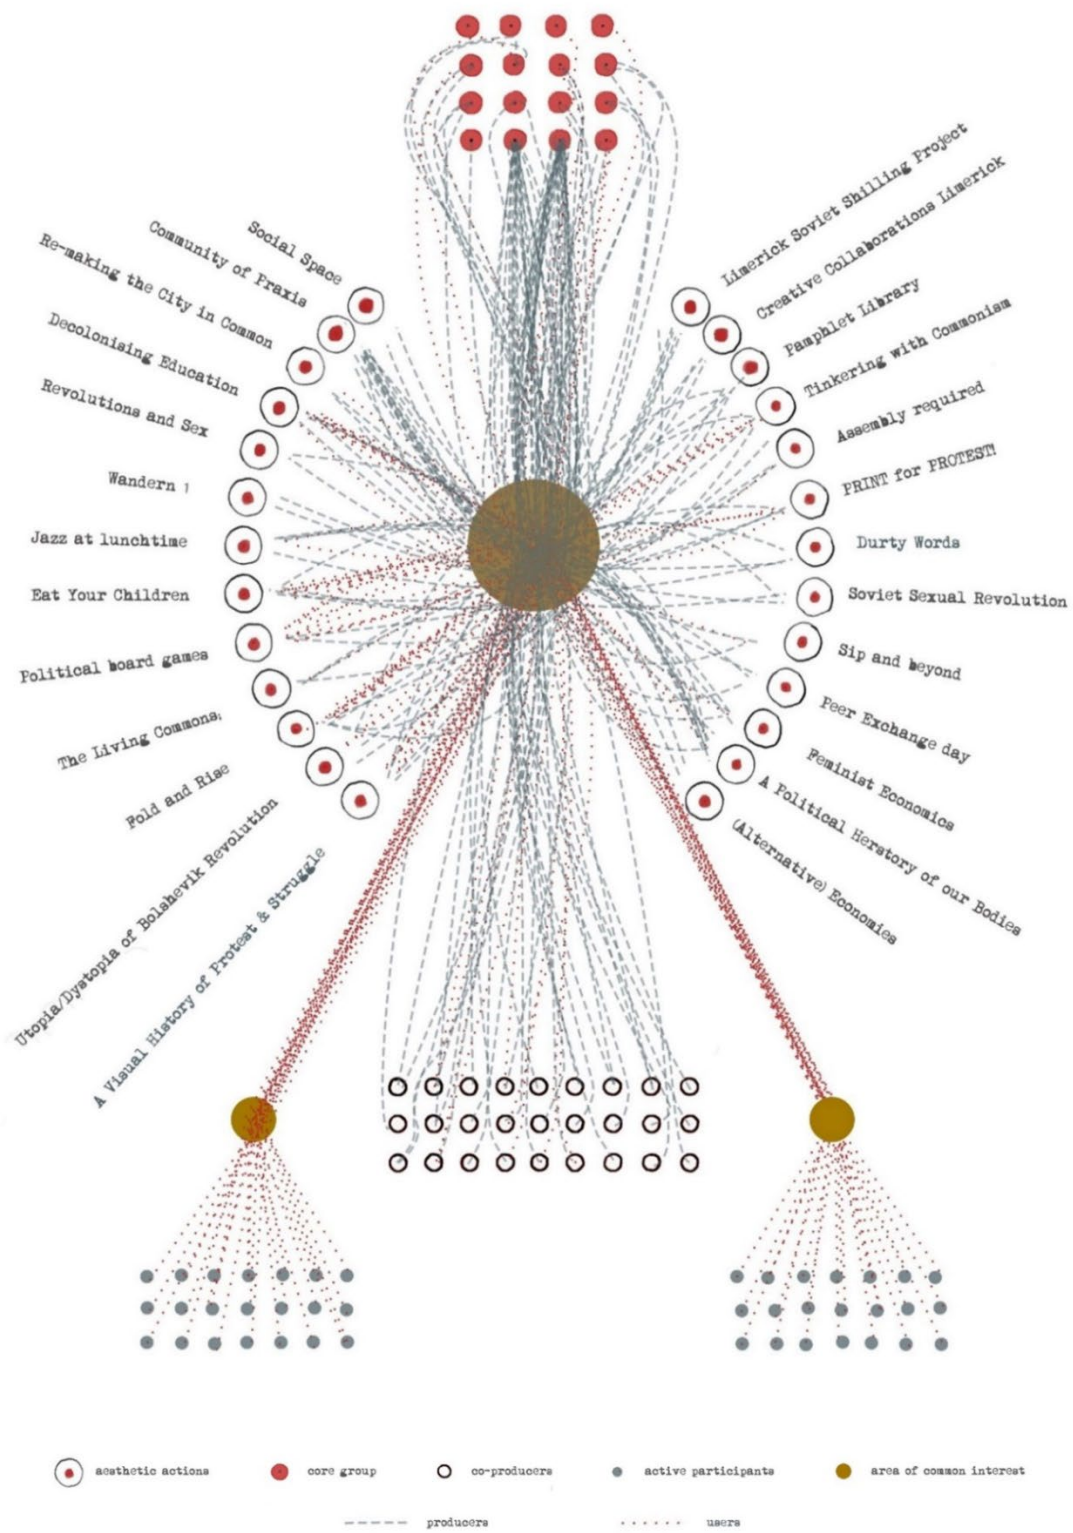 Social Space
Community of Praxis
Re-making the City in Common
Decolonising Education
Revolutions and Sex
Wandern 1
Jazz at lunchtime
Eat Your Children
Political board games
The Living Commons,
Fold and Rise
Utopia/Dystopia of Bolshevik Revolution
A Visual History of Protest & Struggle
Limerick Soviet Shilling Project
Creative Collaborations Limerick
Pamphlet Library
Tinkering with Commonism
Assembly required
PRINT for PROTEST!
Durty Words
Soviet Sexual Revolution
Sip and beyond
Peer Exchange day
Feminist Economics
A Political Herstory of our Bodies
(Alternative) Economies
aesthetic actions
core group
co-producers
active participants
area of common interest
producers
users